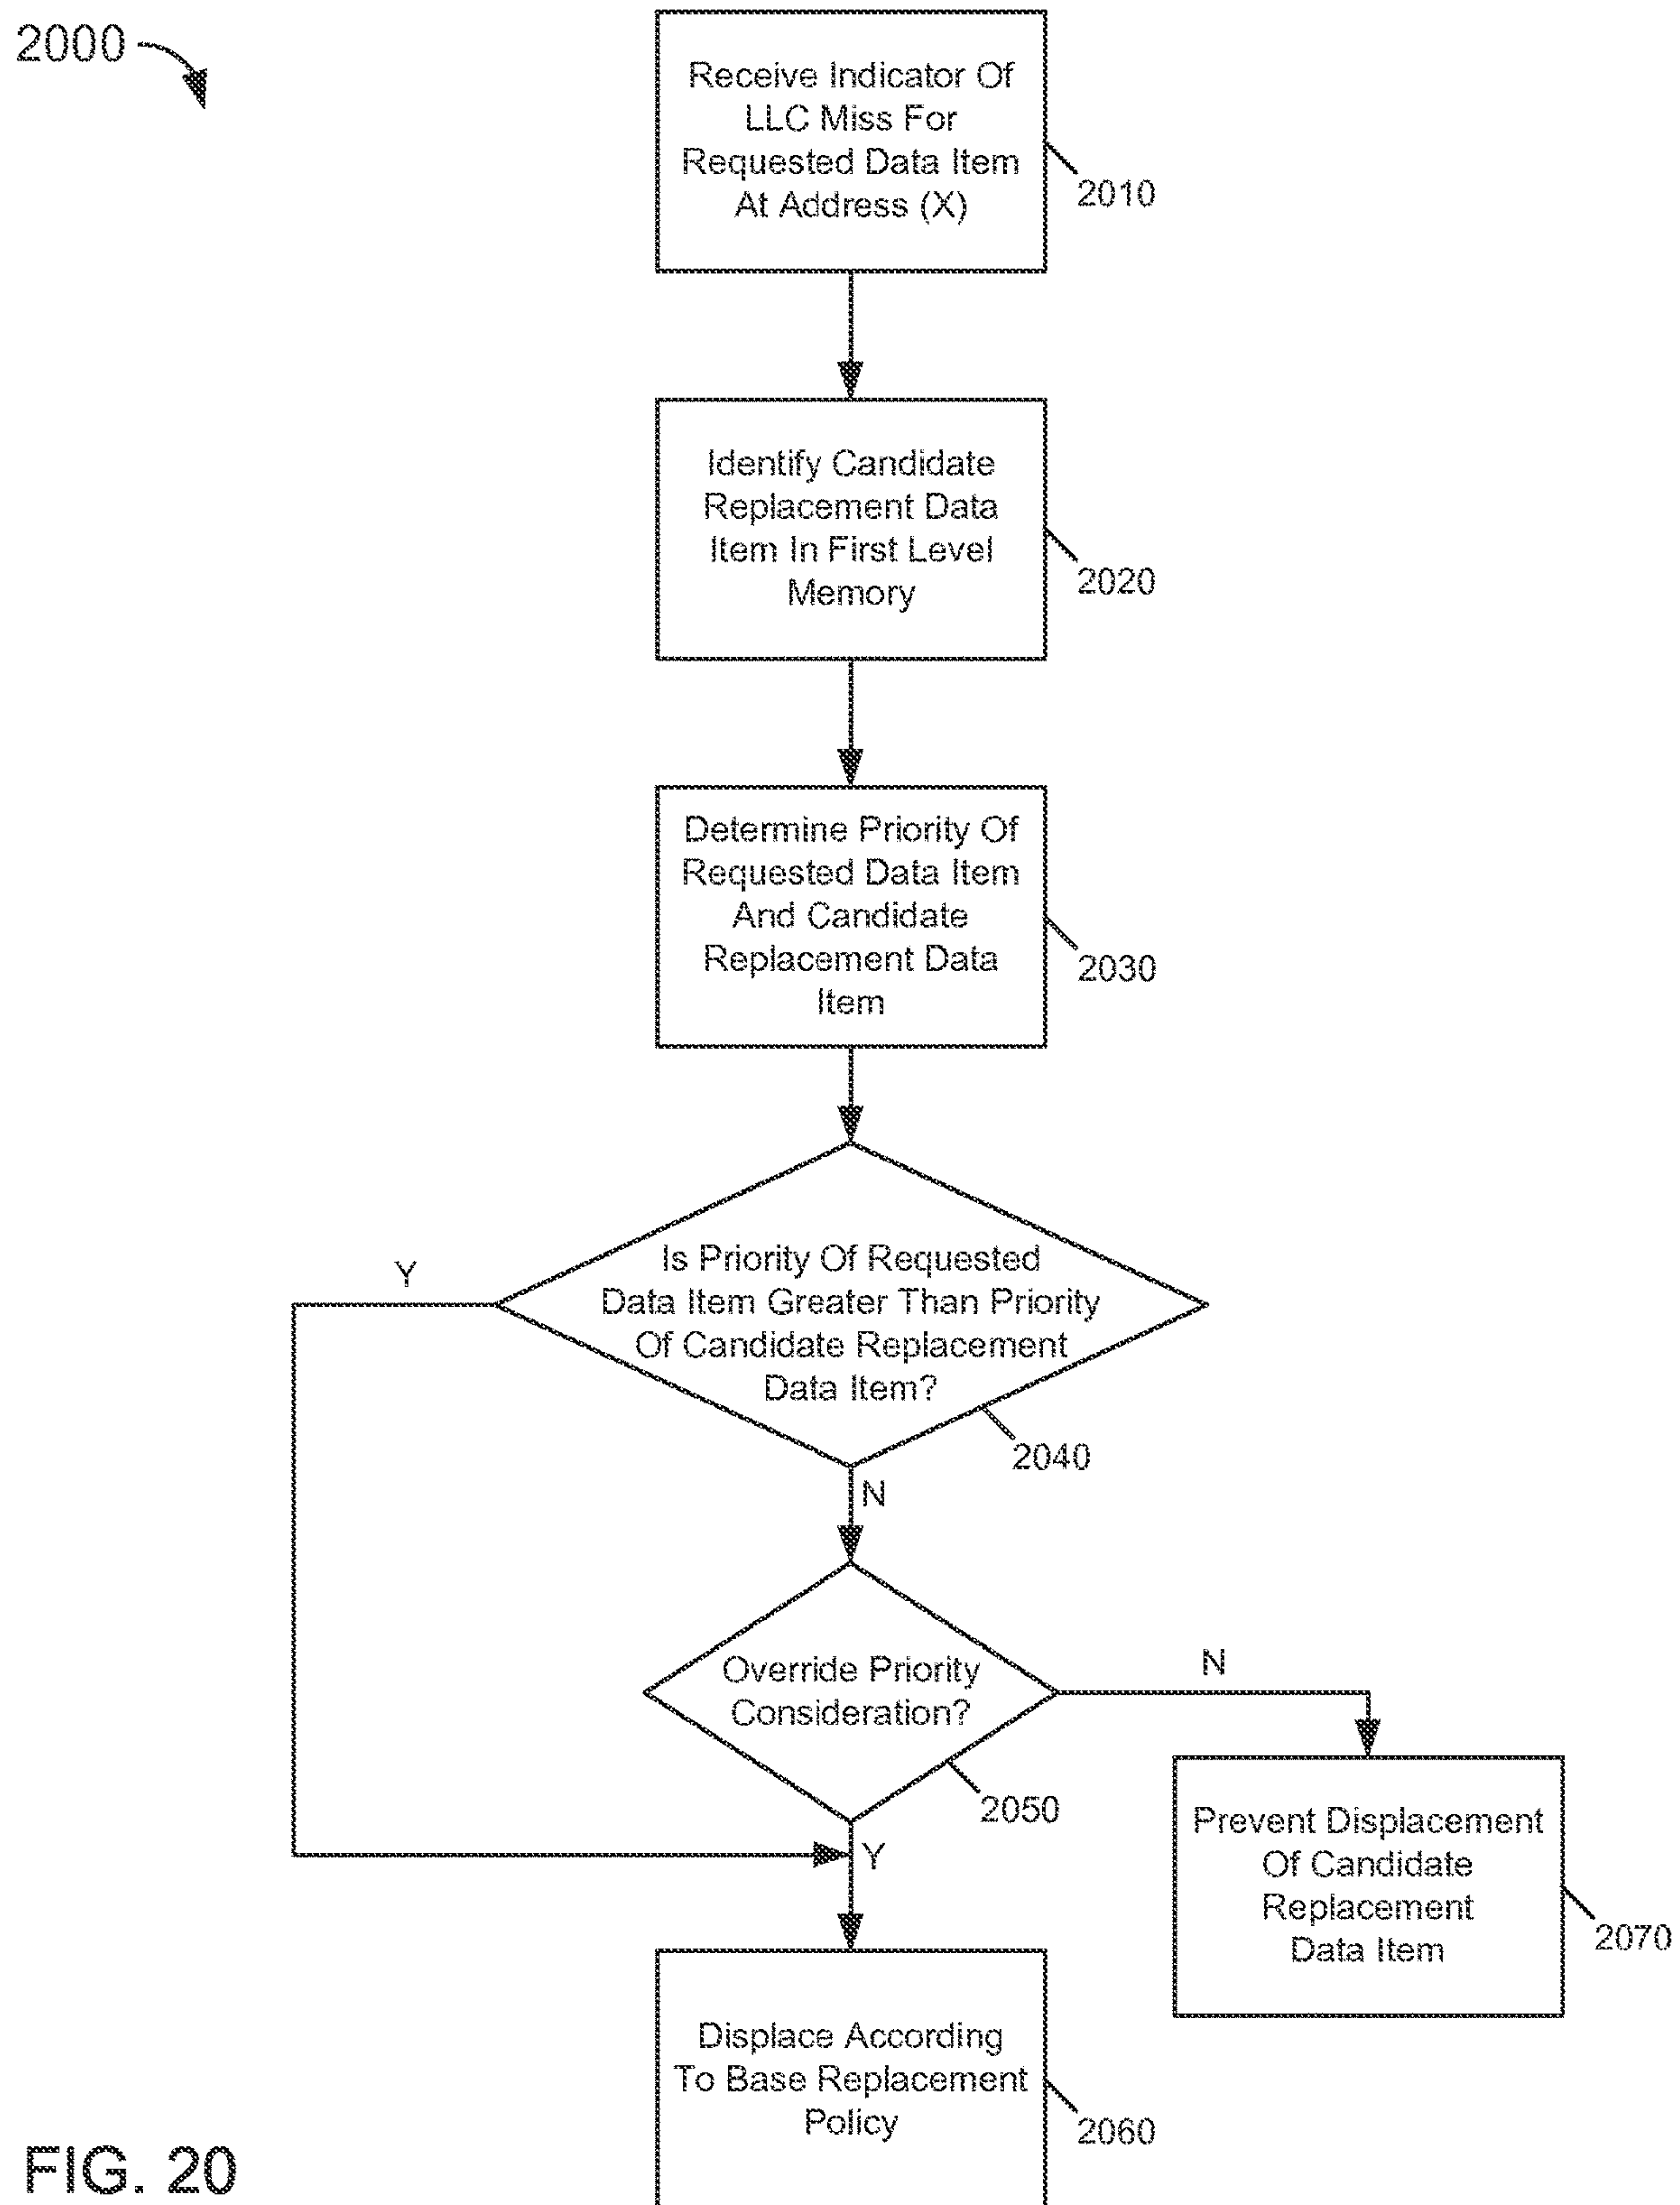 2000
Receive Indicator Of
LLC Miss For
Requested Data Item
At Address (X)
2010
Identify Candidate
Replacement Data
Item In First Level
Memory
2020
Determine Priority Of
Requested Data Item
And Candidate
Replacement Data
Item
2030
Is Priority Of Requested
Data Item Greater Than Priority
Of Candidate Replacement
Data Item?
2040
Y
N
Override Priority
Consideration?
2050
N
Y
Prevent Displacement
Of Candidate
Replacement
Data Item
2070
Displace According
To Base Replacement
Policy
2060
FIG. 20